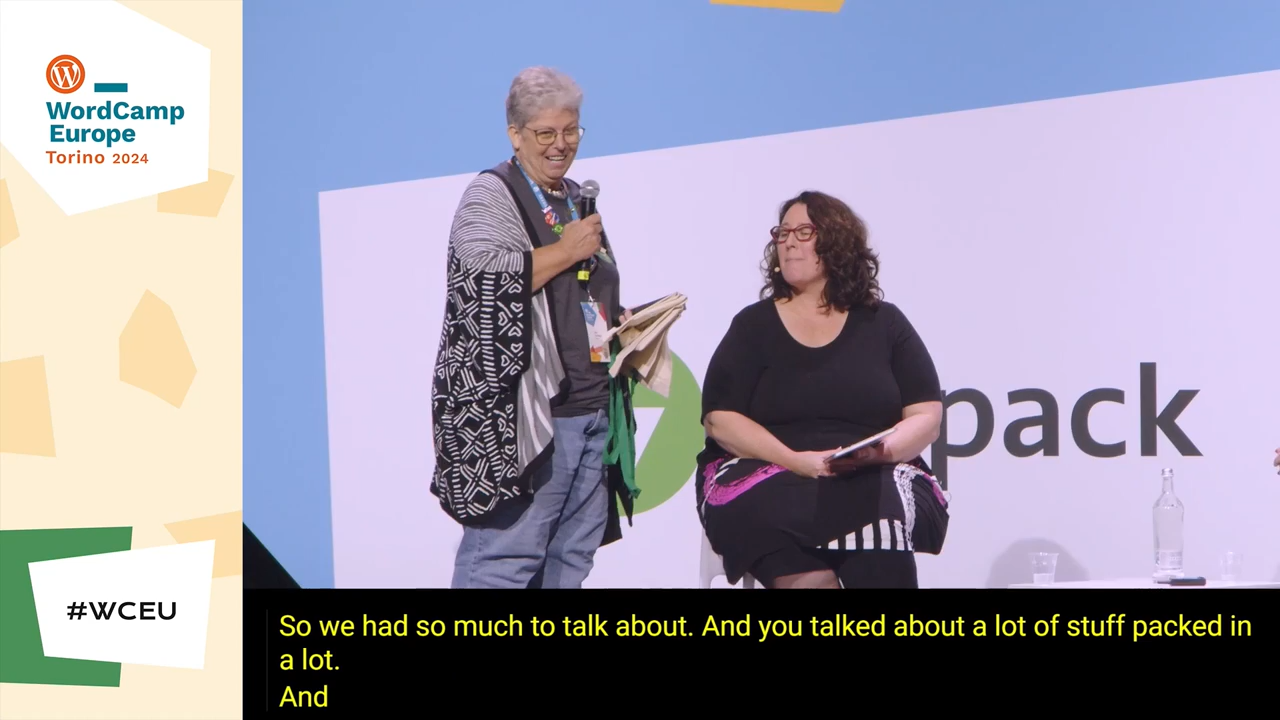 WordCamp
Europe
Torino 2024
#WCEU
pack
So we had so much to talk about. And you talked about a lot of stuff packed in
a lot.
And